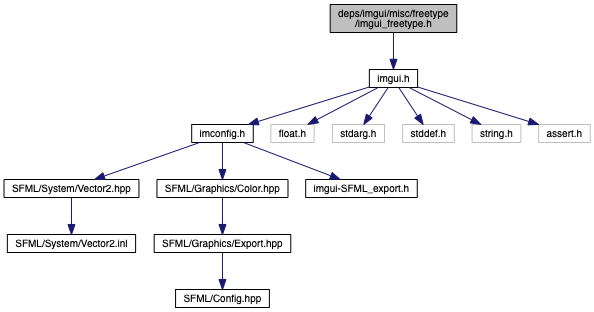 deps/imgui/misc/freetype
/imgui_freetype.h
imgui.h
imconfig.h
float.h
stdarg.h
stddef.h
string.h
assert.h
SFML/System/Vector2.hpp
SFML/Graphics/Color.hpp
imgui-SFML_export.h
SFML/System/Vector2.inl
SFML/Graphics/Export.hpp
SFML/Config.hpp